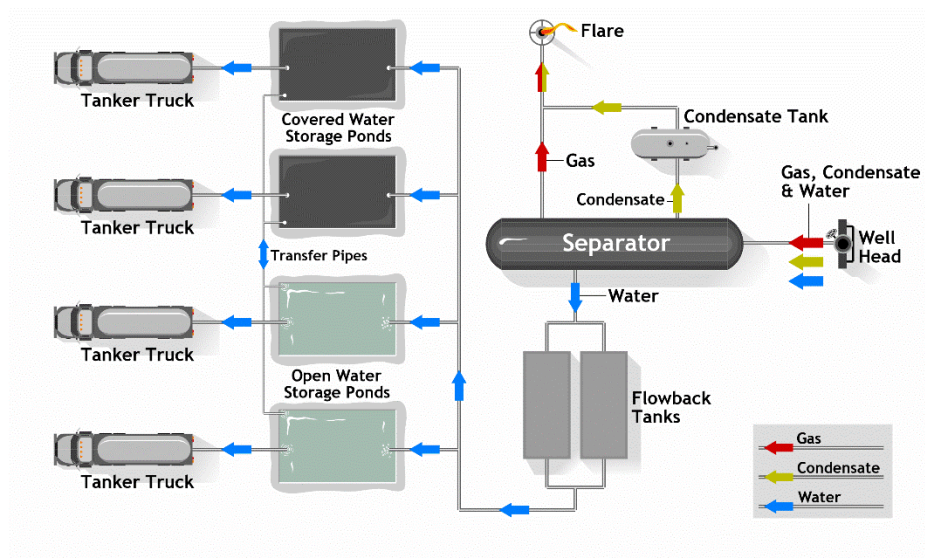 Flare
Tanker Truck
Covered Water
Storage Ponds
Condensate Tank
Gas
Gas, Condensate
& Water
Condensate
Tanker Truck
Separator
Well
Head
Transfer Pipes
Water
Tanker Truck
Open Water
Storage Ponds
Flowback
Tanks
Gas
Condensate
Tanker Truck
Water